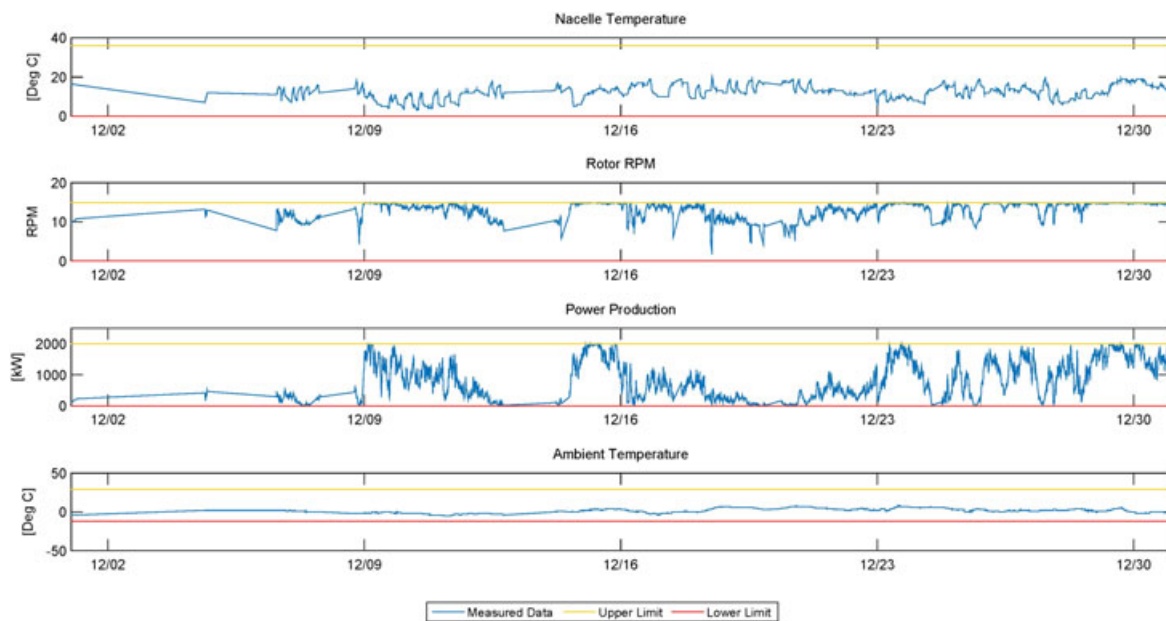 Nacelle Temperature
[Deg C]
40
20
0
12/02 12/09 12/16 12/23 12/30
Rotor RPM
RPM
20
10
0
12/02 12/09 12/16 12/23 12/30
Power Production
[kW]
2000
1000
0
12/02 12/09 12/16 12/23 12/30
Ambient Temperature
[Deg C]
50
0
-50
12/02 12/09 12/16 12/23 12/30
Measured Data Upper Limit Lower Limit